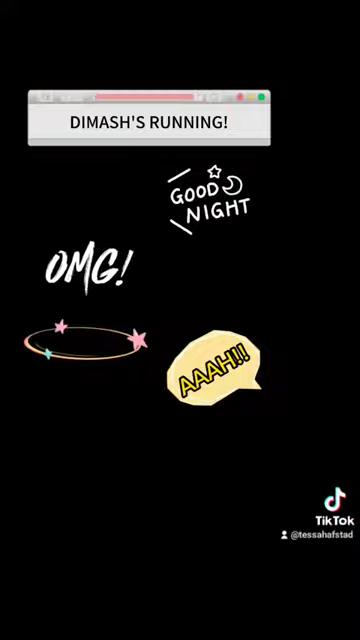 DIMASH'S RUNNING!
GOOD
NIGHT
OMG!
AAAH!!!
TikTok
@tessahafstad